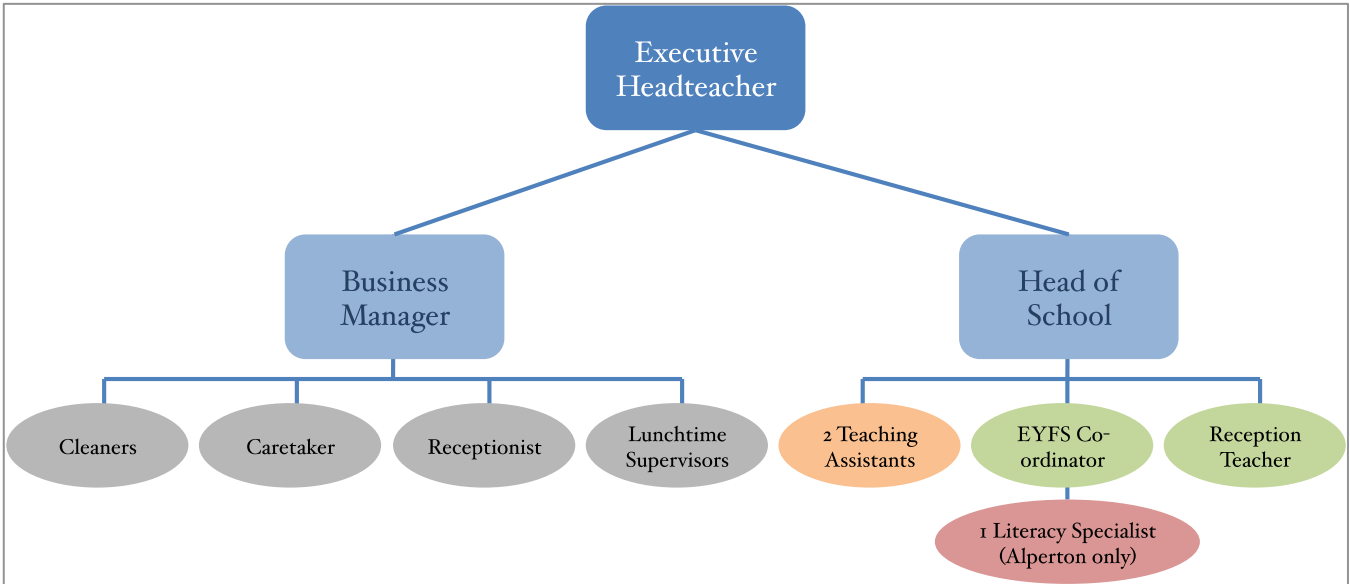 Executive
Headteacher
Business
Manager
Head of
School
Cleaners
Caretaker
Receptionist
Lunchtime
Supervisors
2 Teaching
Assistants
EYFS Co-
ordinator
Reception
Teacher
1 Literacy Specialist
(Alperton only)